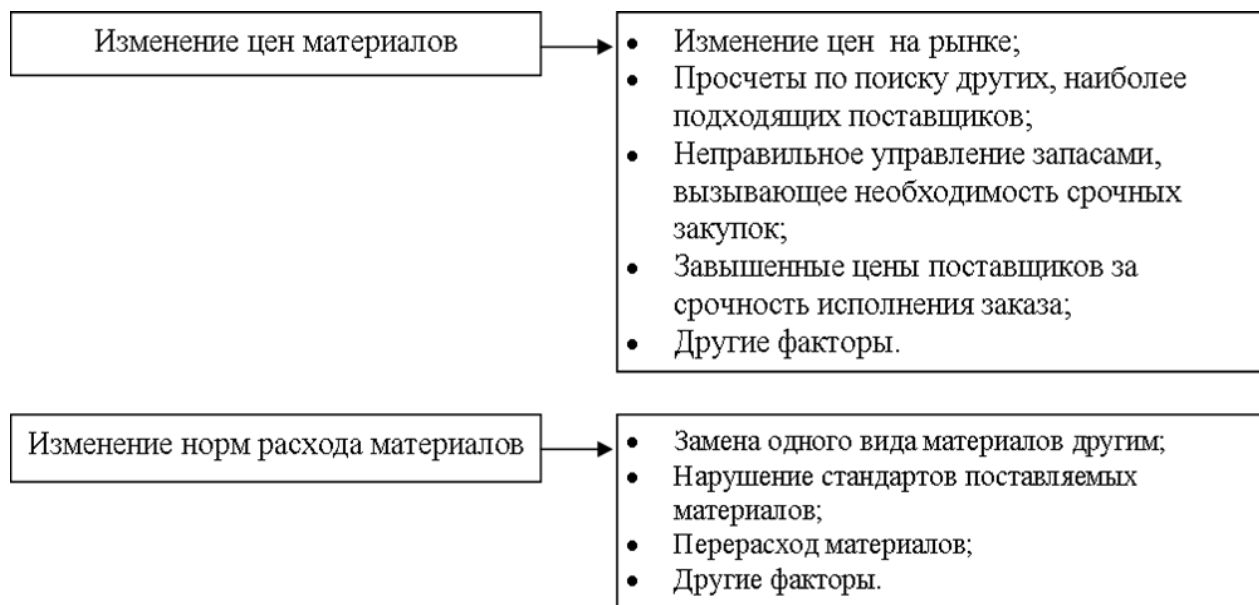 Изменение цен материалов
• Изменение цен на рынке;
• Просчеты по поиску других, наиболее
подходящих поставщиков;
• Неправильное управление запасами,
вызывающее необходимость срочных
закупок;
• Завышенные цены поставщиков за
срочность исполнения заказа;
• Другие факторы.
Изменение норм расхода материалов
• Замена одного вида материалов другим;
• Нарушение стандартов поставляемых
материалов;
• Перерасход материалов;
• Другие факторы.